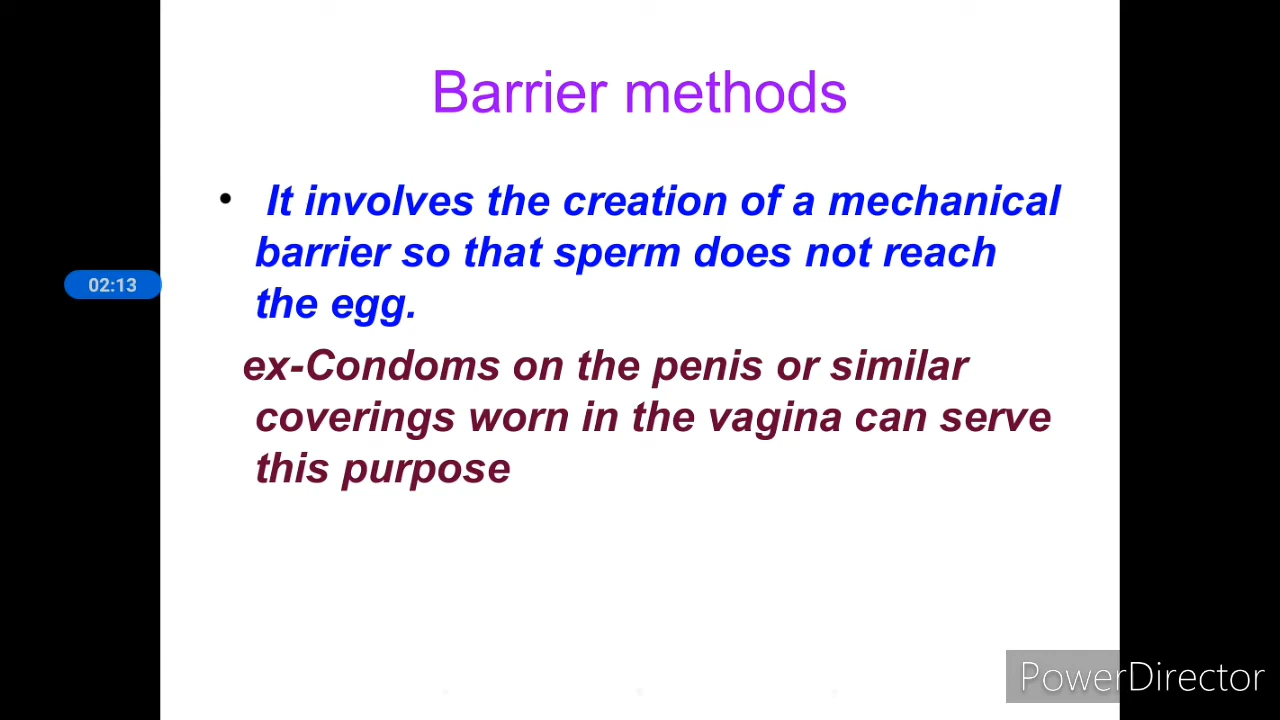 Barrier methods
• It involves the creation of a mechanical
barrier so that sperm does not reach
the egg.
02:13
ex-Condoms on the penis or similar
coverings worn in the vagina can serve
this purpose
PowerDirector